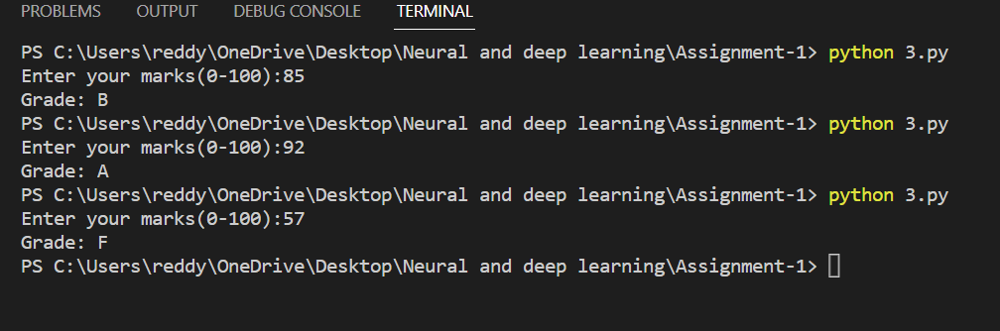 PROBLEMS OUTPUT DEBUG CONSOLE TERMINAL
PS C:\Users\reddy\OneDrive\Desktop\Neural and deep learning\Assignment-1> python 3.py
Enter your marks(0-100):85
Grade: B
PS C:\Users\reddy\OneDrive\Desktop\Neural and deep learning\Assignment-1> python 3.py
Enter your marks(0-100):92
Grade: A
PS C:\Users\reddy\OneDrive\Desktop\Neural and deep learning\Assignment-1> python 3.py
Enter your marks(0-100):57
Grade: F
PS C:\Users\reddy\OneDrive\Desktop\Neural and deep learning\Assignment-1>